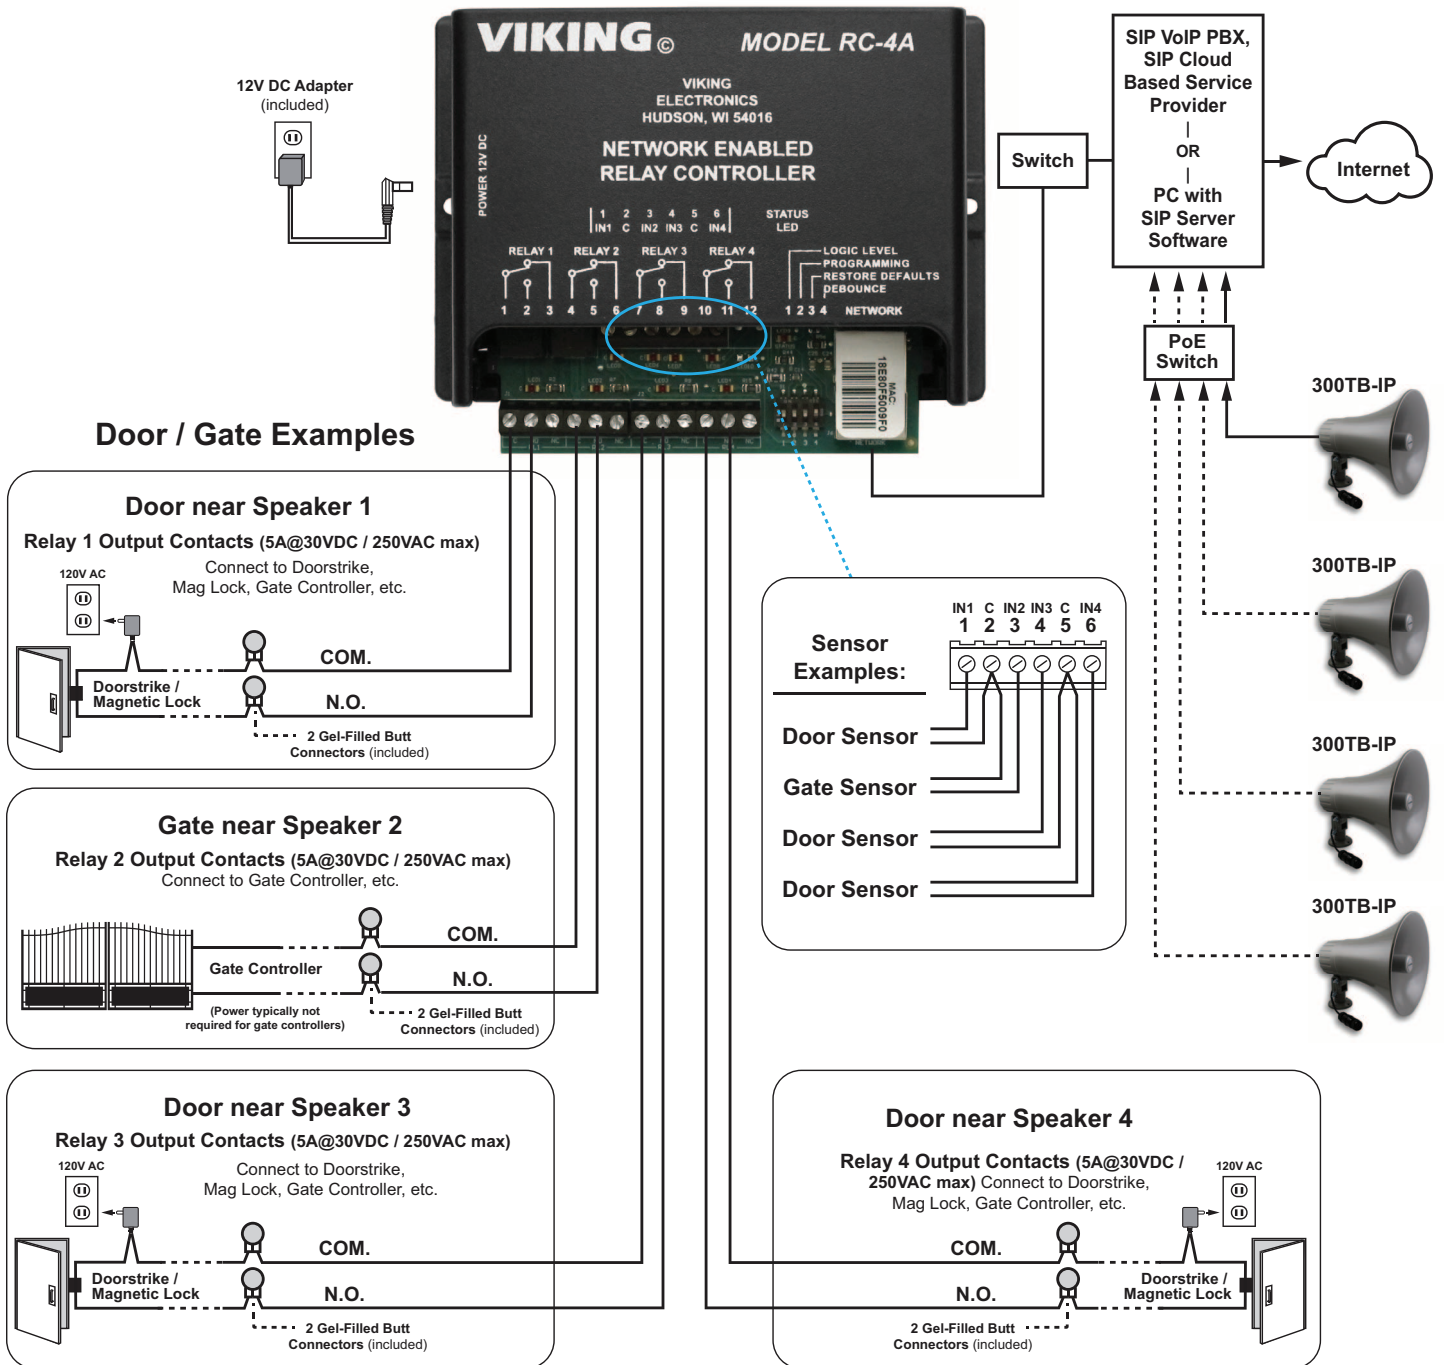 VIKING ©
MODEL RC-4A
VIKING
ELECTRONICS
HUDSON, WI 54016
NETWORK ENABLED
RELAY CONTROLLER
POWER 12V DC
1 2 3 4 5 6
IN1 C IN2 IN3 C IN4
STATUS
LED
RELAY 1 RELAY 2 RELAY 3 RELAY 4
LOGIC LEVEL
PROGRAMMING
RESTORE DEFAULTS
DEBOUNCE
1 2 3 4 5 6 7 8 9 10 11 12
1 2 3 4
NETWORK
MAC:
18E80F5009F0
12V DC Adapter
(included)
Switch
SIP VoIP PBX,
SIP Cloud
Based Service
Provider
OR
PC with
SIP Server
Software
Internet
PoE
Switch
300TB-IP
300TB-IP
300TB-IP
300TB-IP
Door / Gate Examples
Door near Speaker 1
Relay 1 Output Contacts (5A@30VDC / 250VAC max)
Connect to Doorstrike,
Mag Lock, Gate Controller, etc.
120V AC
COM.
Doorstrike /
Magnetic Lock
N.O.
2 Gel-Filled Butt
Connectors (included)
Gate near Speaker 2
Relay 2 Output Contacts (5A@30VDC / 250VAC max)
Connect to Gate Controller, etc.
COM.
Gate Controller
N.O.
(Power typically not
required for gate controllers)
2 Gel-Filled Butt
Connectors (included)
Door near Speaker 3
Relay 3 Output Contacts (5A@30VDC / 250VAC max)
120V AC
Connect to Doorstrike,
Mag Lock, Gate Controller, etc.
COM.
Doorstrike /
Magnetic Lock
N.O.
2 Gel-Filled Butt
Connectors (included)
Sensor
Examples:
IN1 C IN2 IN3 C IN4
1 2 3 4 5 6
Door Sensor
Gate Sensor
Door Sensor
Door Sensor
Door near Speaker 4
Relay 4 Output Contacts (5A@30VDC /
250VAC max) Connect to Doorstrike,
Mag Lock, Gate Controller, etc.
120V AC
COM.
Doorstrike /
Magnetic Lock
N.O.
2 Gel-Filled Butt
Connectors (included)